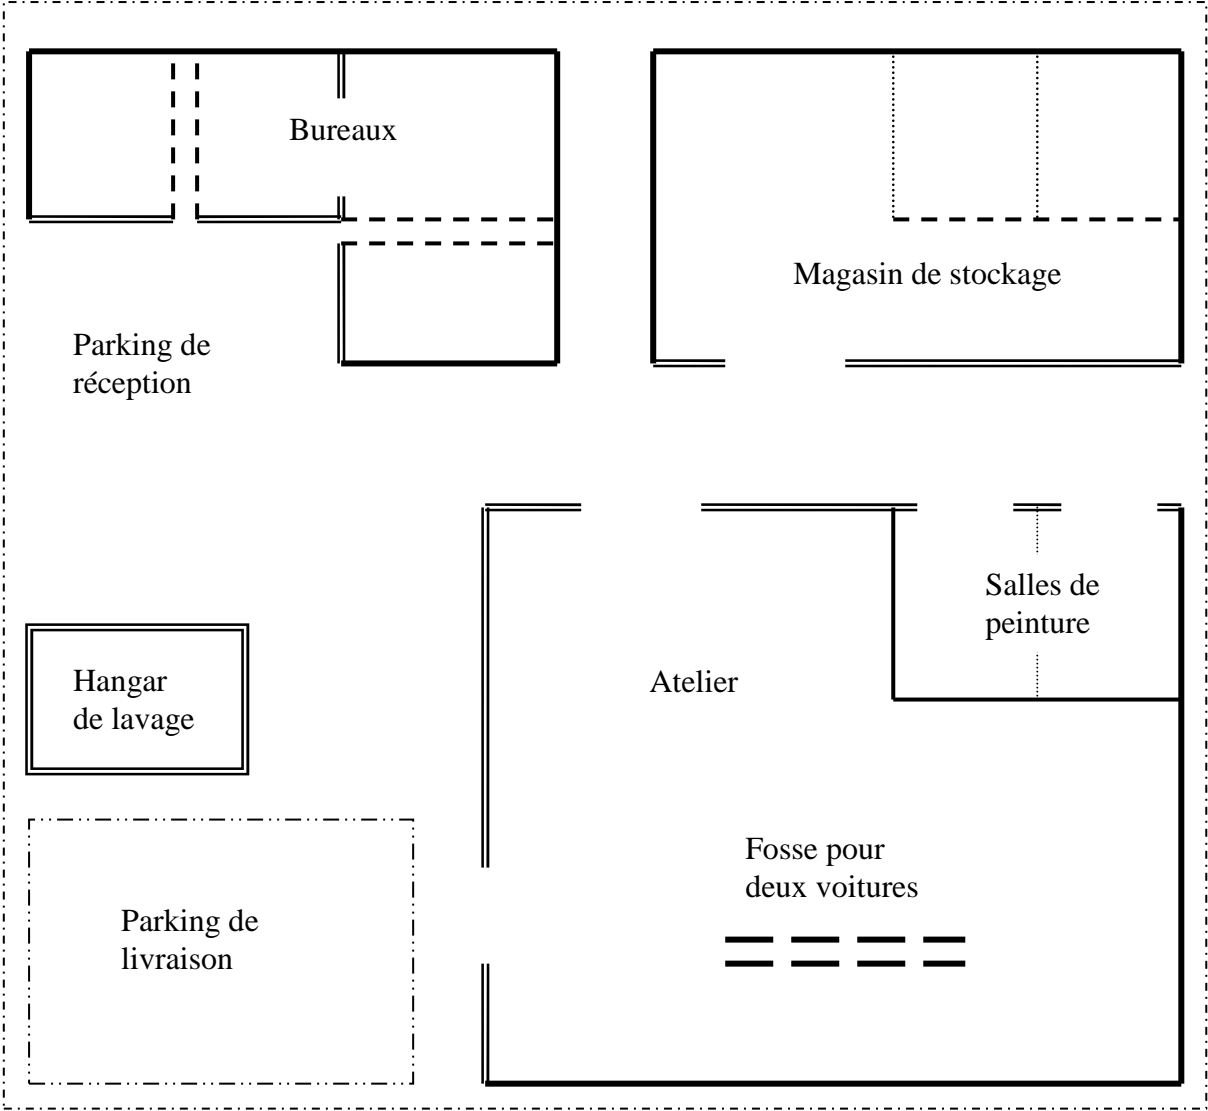 Bureaux
Magasin de stockage
Parking de
réception
Salles de
peinture
Hangar
de lavage
Atelier
Fosse pour
deux voitures
Parking de
livraison